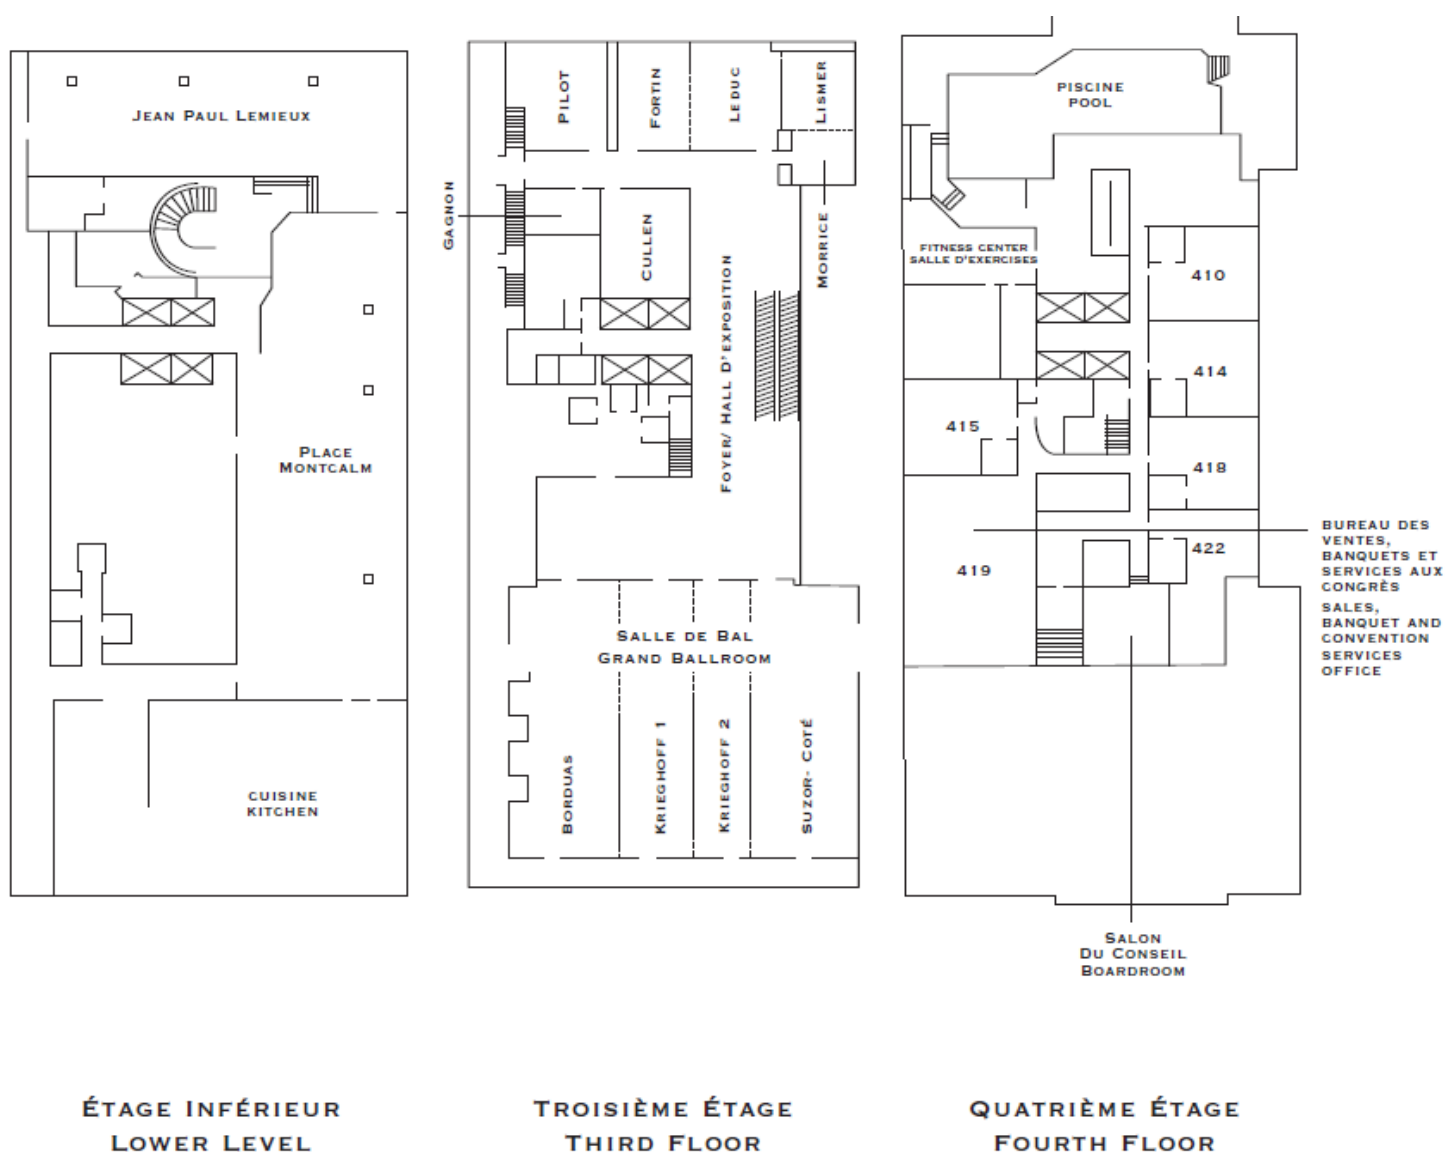 JEAN PAUL LEMIEUX
PLACE
MONTCALM
CUISINE
KITCHEN
ÉTAGE INFÉRIEUR
LOWER LEVEL
PILOT
FORTIN
LEDUC
LISMER
GAGNON
CULLEN
MORRICE
FOYER/ HALL D'EXPOSITION
SALLE DE BAL
GRAND BALLROOM
BORDUAS
KRIEGHOFF 1
KRIEGHOFF 2
SUZOR- COTÉ
TROISIÈME ÉTAGE
THIRD FLOOR
PISCINE
POOL
FITNESS CENTER
SALLE D'EXERCISES
410
414
415
418
422
419
BUREAU DES
VENTES,
BANQUETS ET
SERVICES AUX
CONGRÈS
SALES,
BANQUET AND
CONVENTION
SERVICES
OFFICE
SALON
DU CONSEIL
BOARDROOM
QUATRIÈME ÉTAGE
FOURTH FLOOR